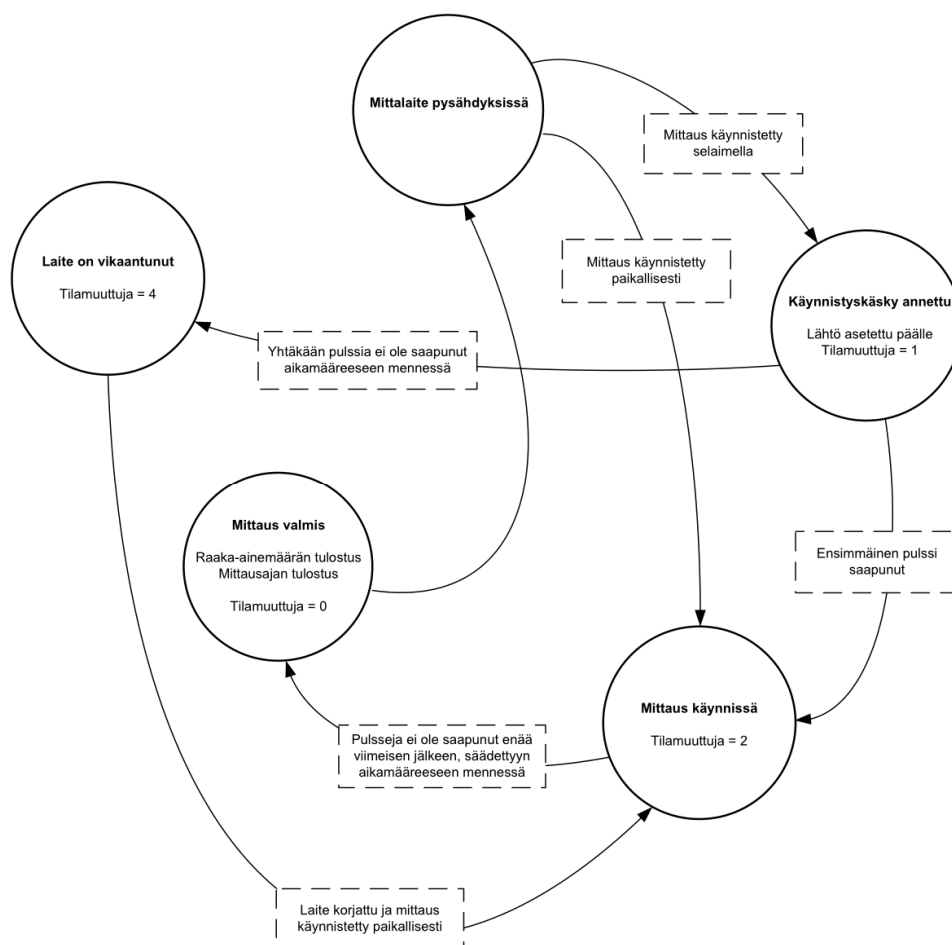 Mittalaite pysähdyksissä
Mittaus käynnistetty
selaimella
Laite on vikaantunut
Tilamuuttuja = 4
Mittaus käynnistetty
paikallisesti
Käynnistyskäsky annettu
Lähtö asetettu päälle
Tilamuuttuja = 1
Yhtäkään pulssia ei ole saapunut
aikamääreeseen mennessä
Mittaus valmis
Raaka-ainemäärän tulostus
Mittausajan tulostus
Tilamuuttuja = 0
Ensimmäinen pulssi
saapunut
Mittaus käynnissä
Tilamuuttuja = 2
Pulsseja ei ole saapunut enää
viimeisen jälkeen, säädettyyn
aikamääreeseen mennessä
Laite korjattu ja mittaus
käynnistetty paikallisesti